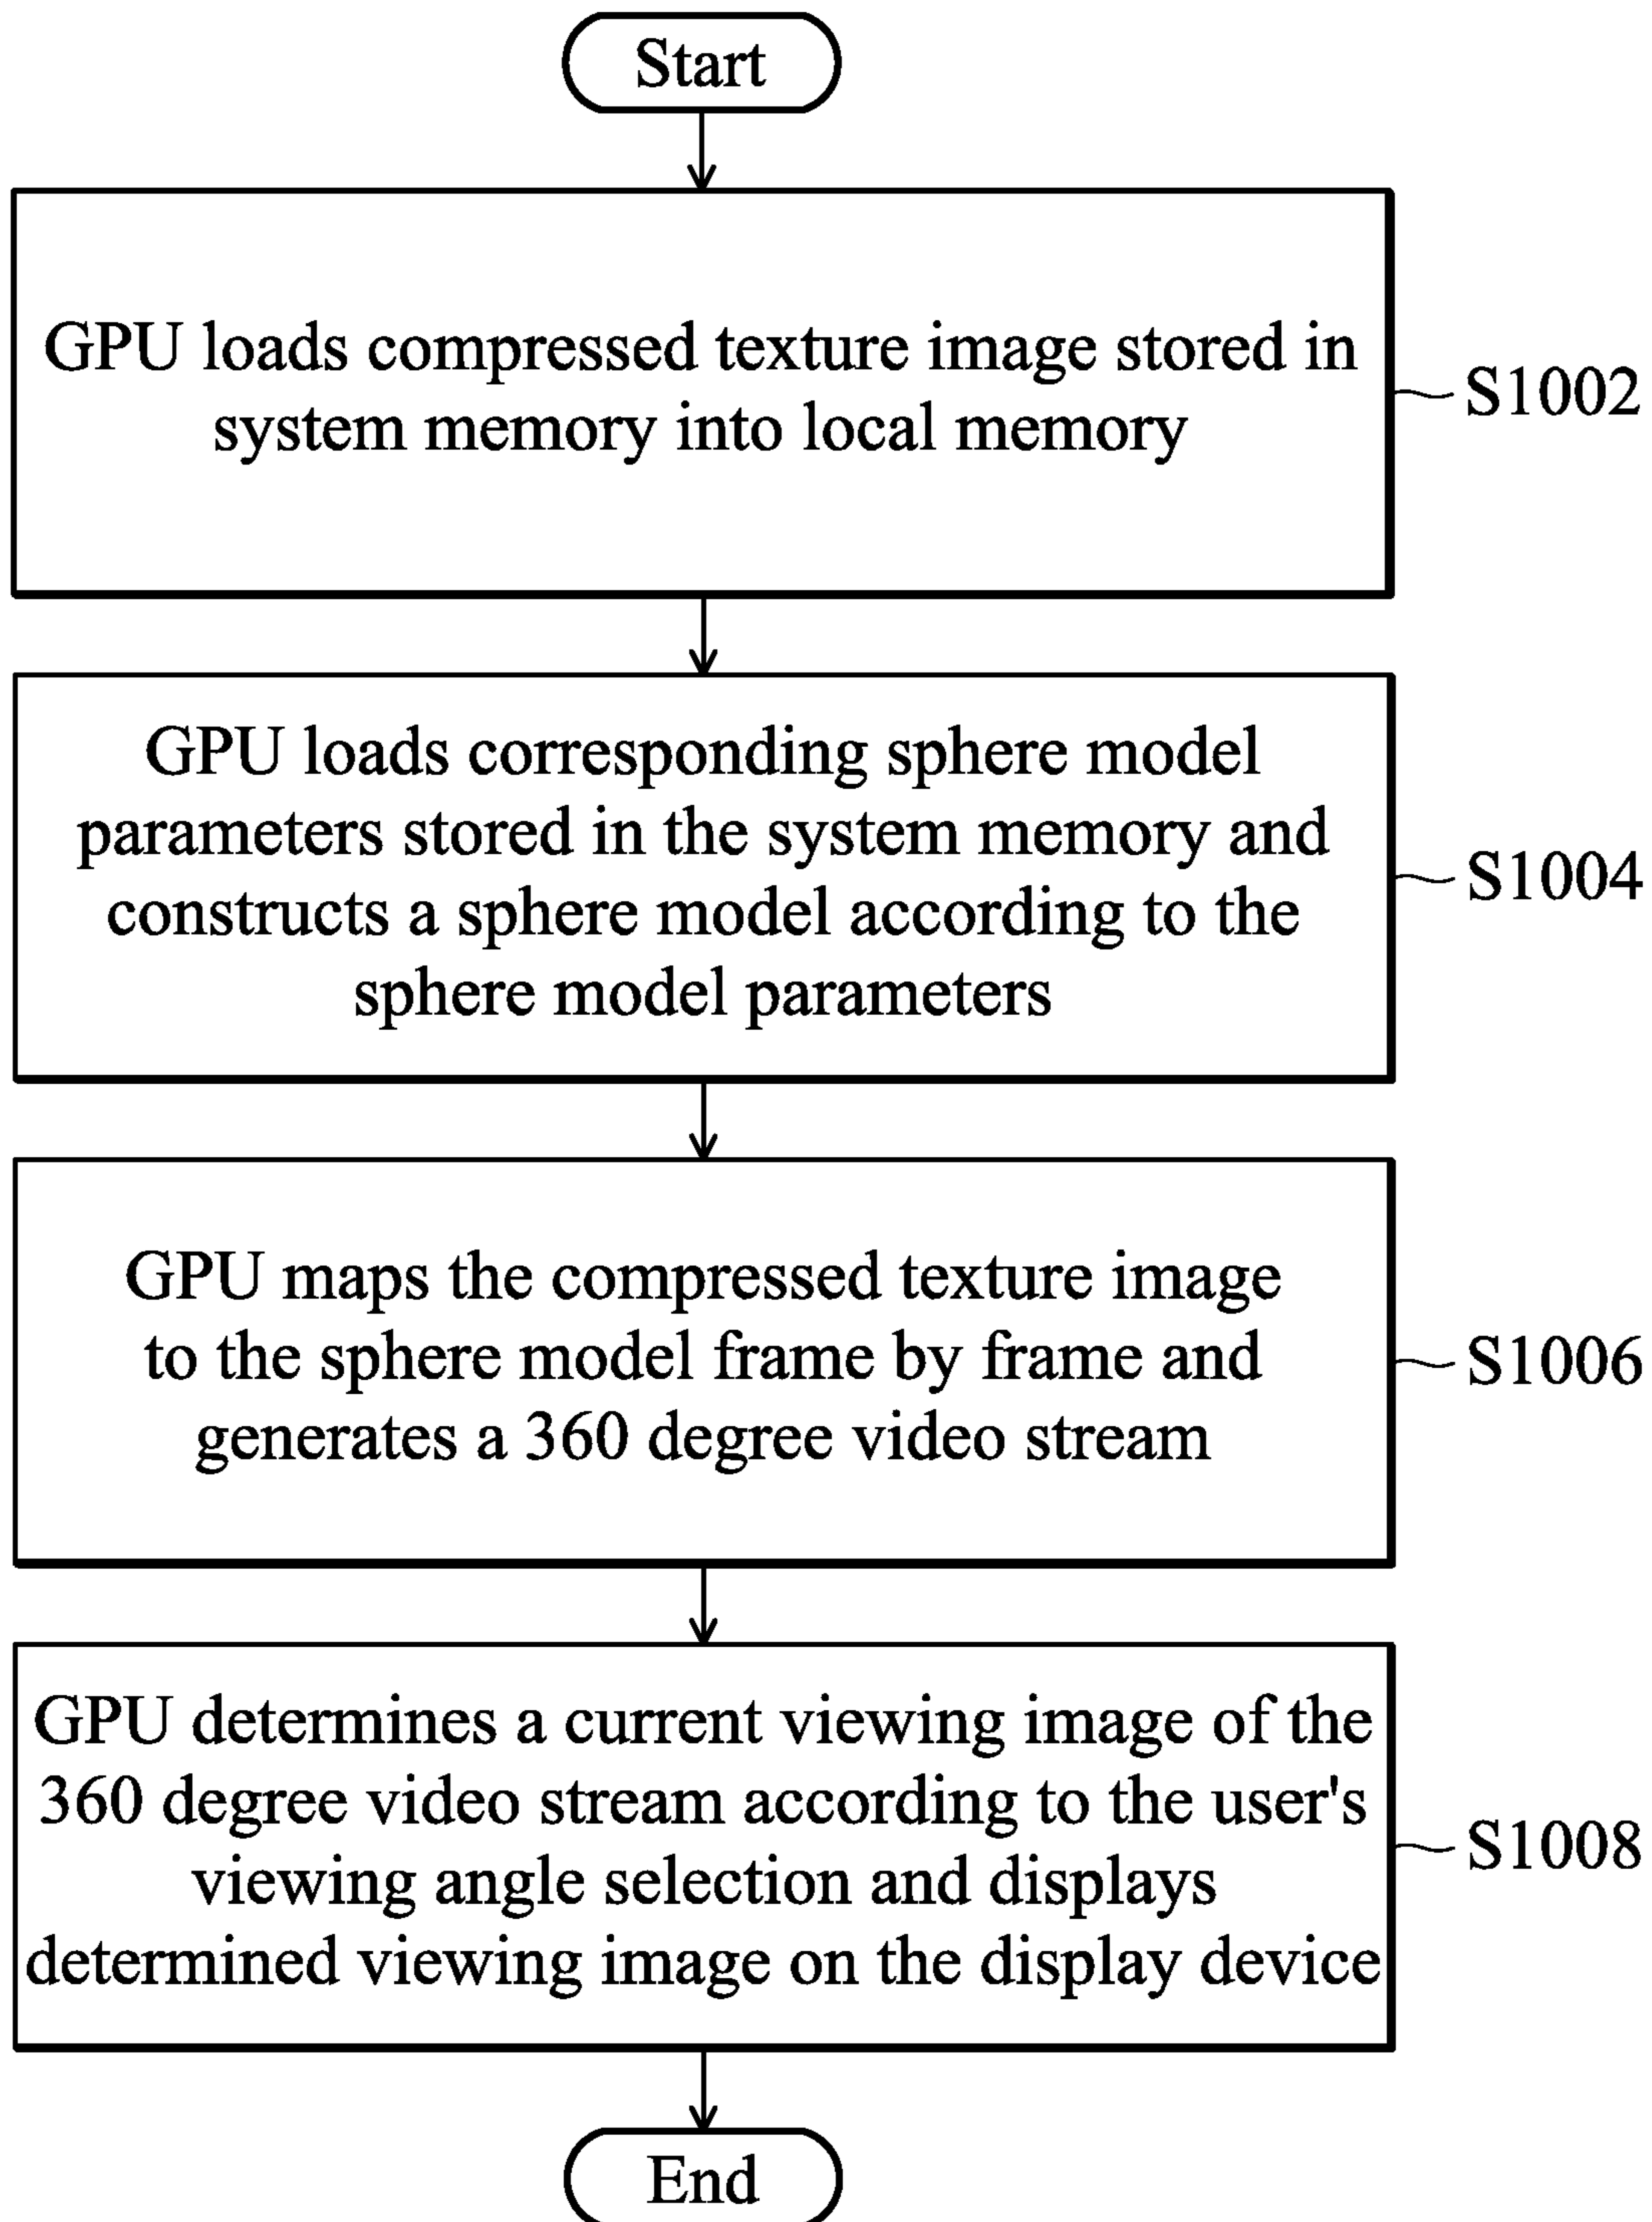 Start
GPU loads compressed texture image stored in
system memory into local memory
S1002
GPU loads corresponding sphere model
parameters stored in the system memory and
constructs a sphere model according to the
sphere model parameters
S1004
GPU maps the compressed texture image
to the sphere model frame by frame and
generates a 360 degree video stream
S1006
GPU determines a current viewing image of the
360 degree video stream according to the user's
viewing angle selection and displays
determined viewing image on the display device
S1008
End